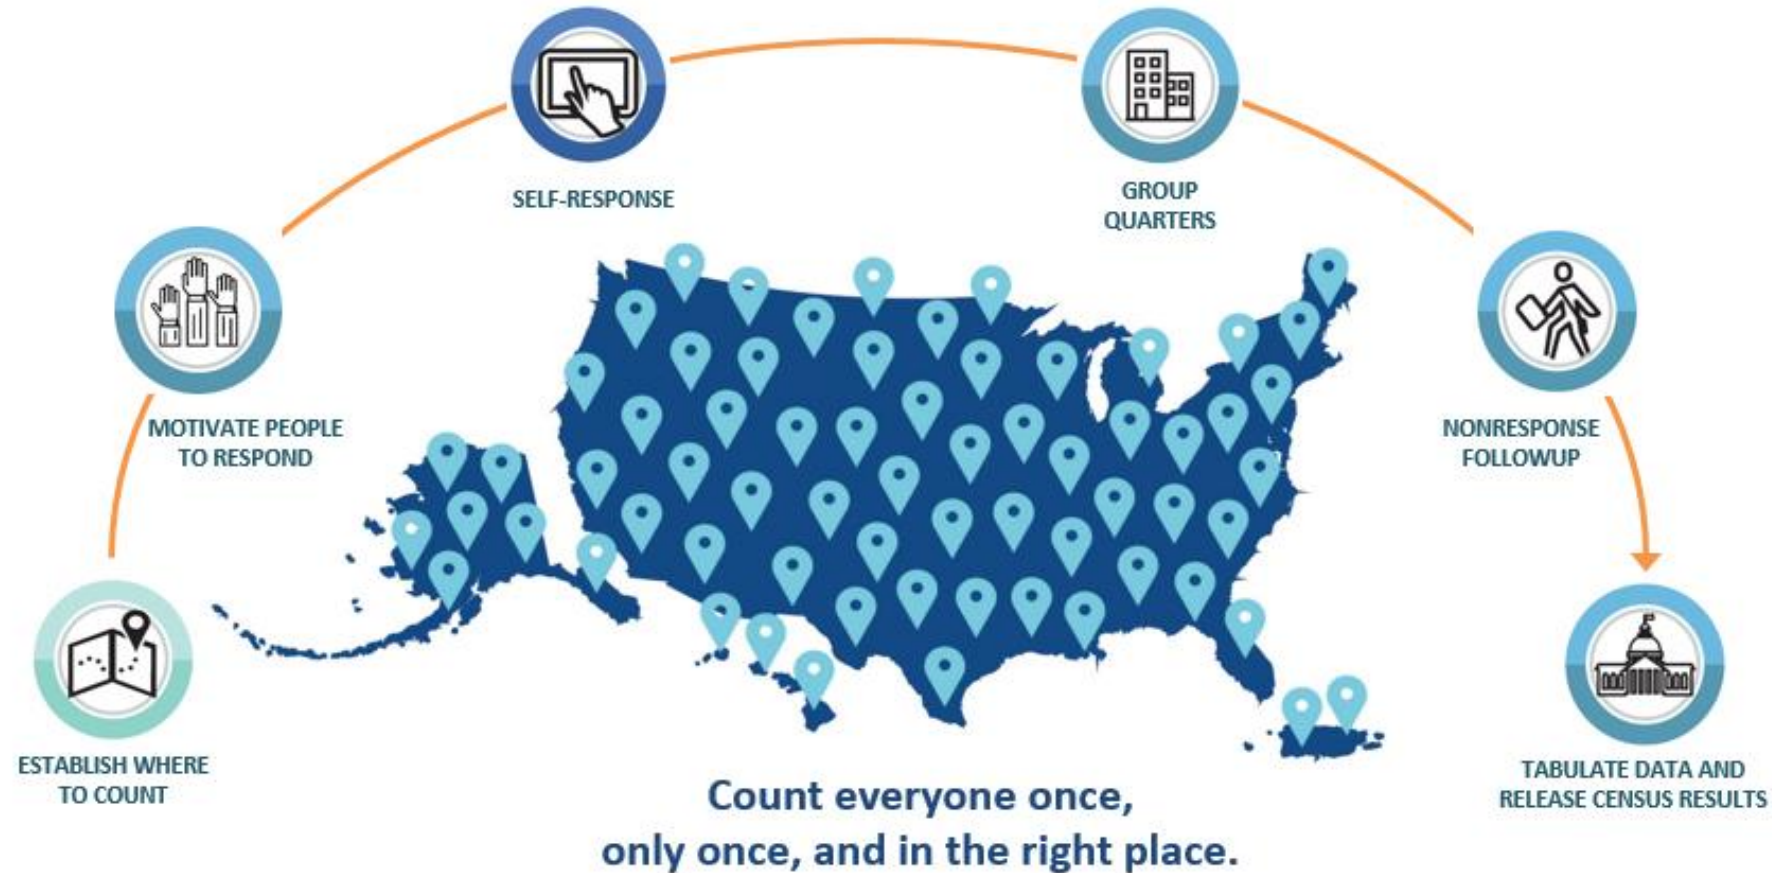 ESTABLISH WHERE
TO COUNT
MOTIVATE PEOPLE
TO RESPOND
SELF-RESPONSE
GROUP
QUARTERS
NONRESPONSE
FOLLOWUP
TABULATE DATA AND
RELEASE CENSUS RESULTS
Count everyone once,
only once, and in the right place.